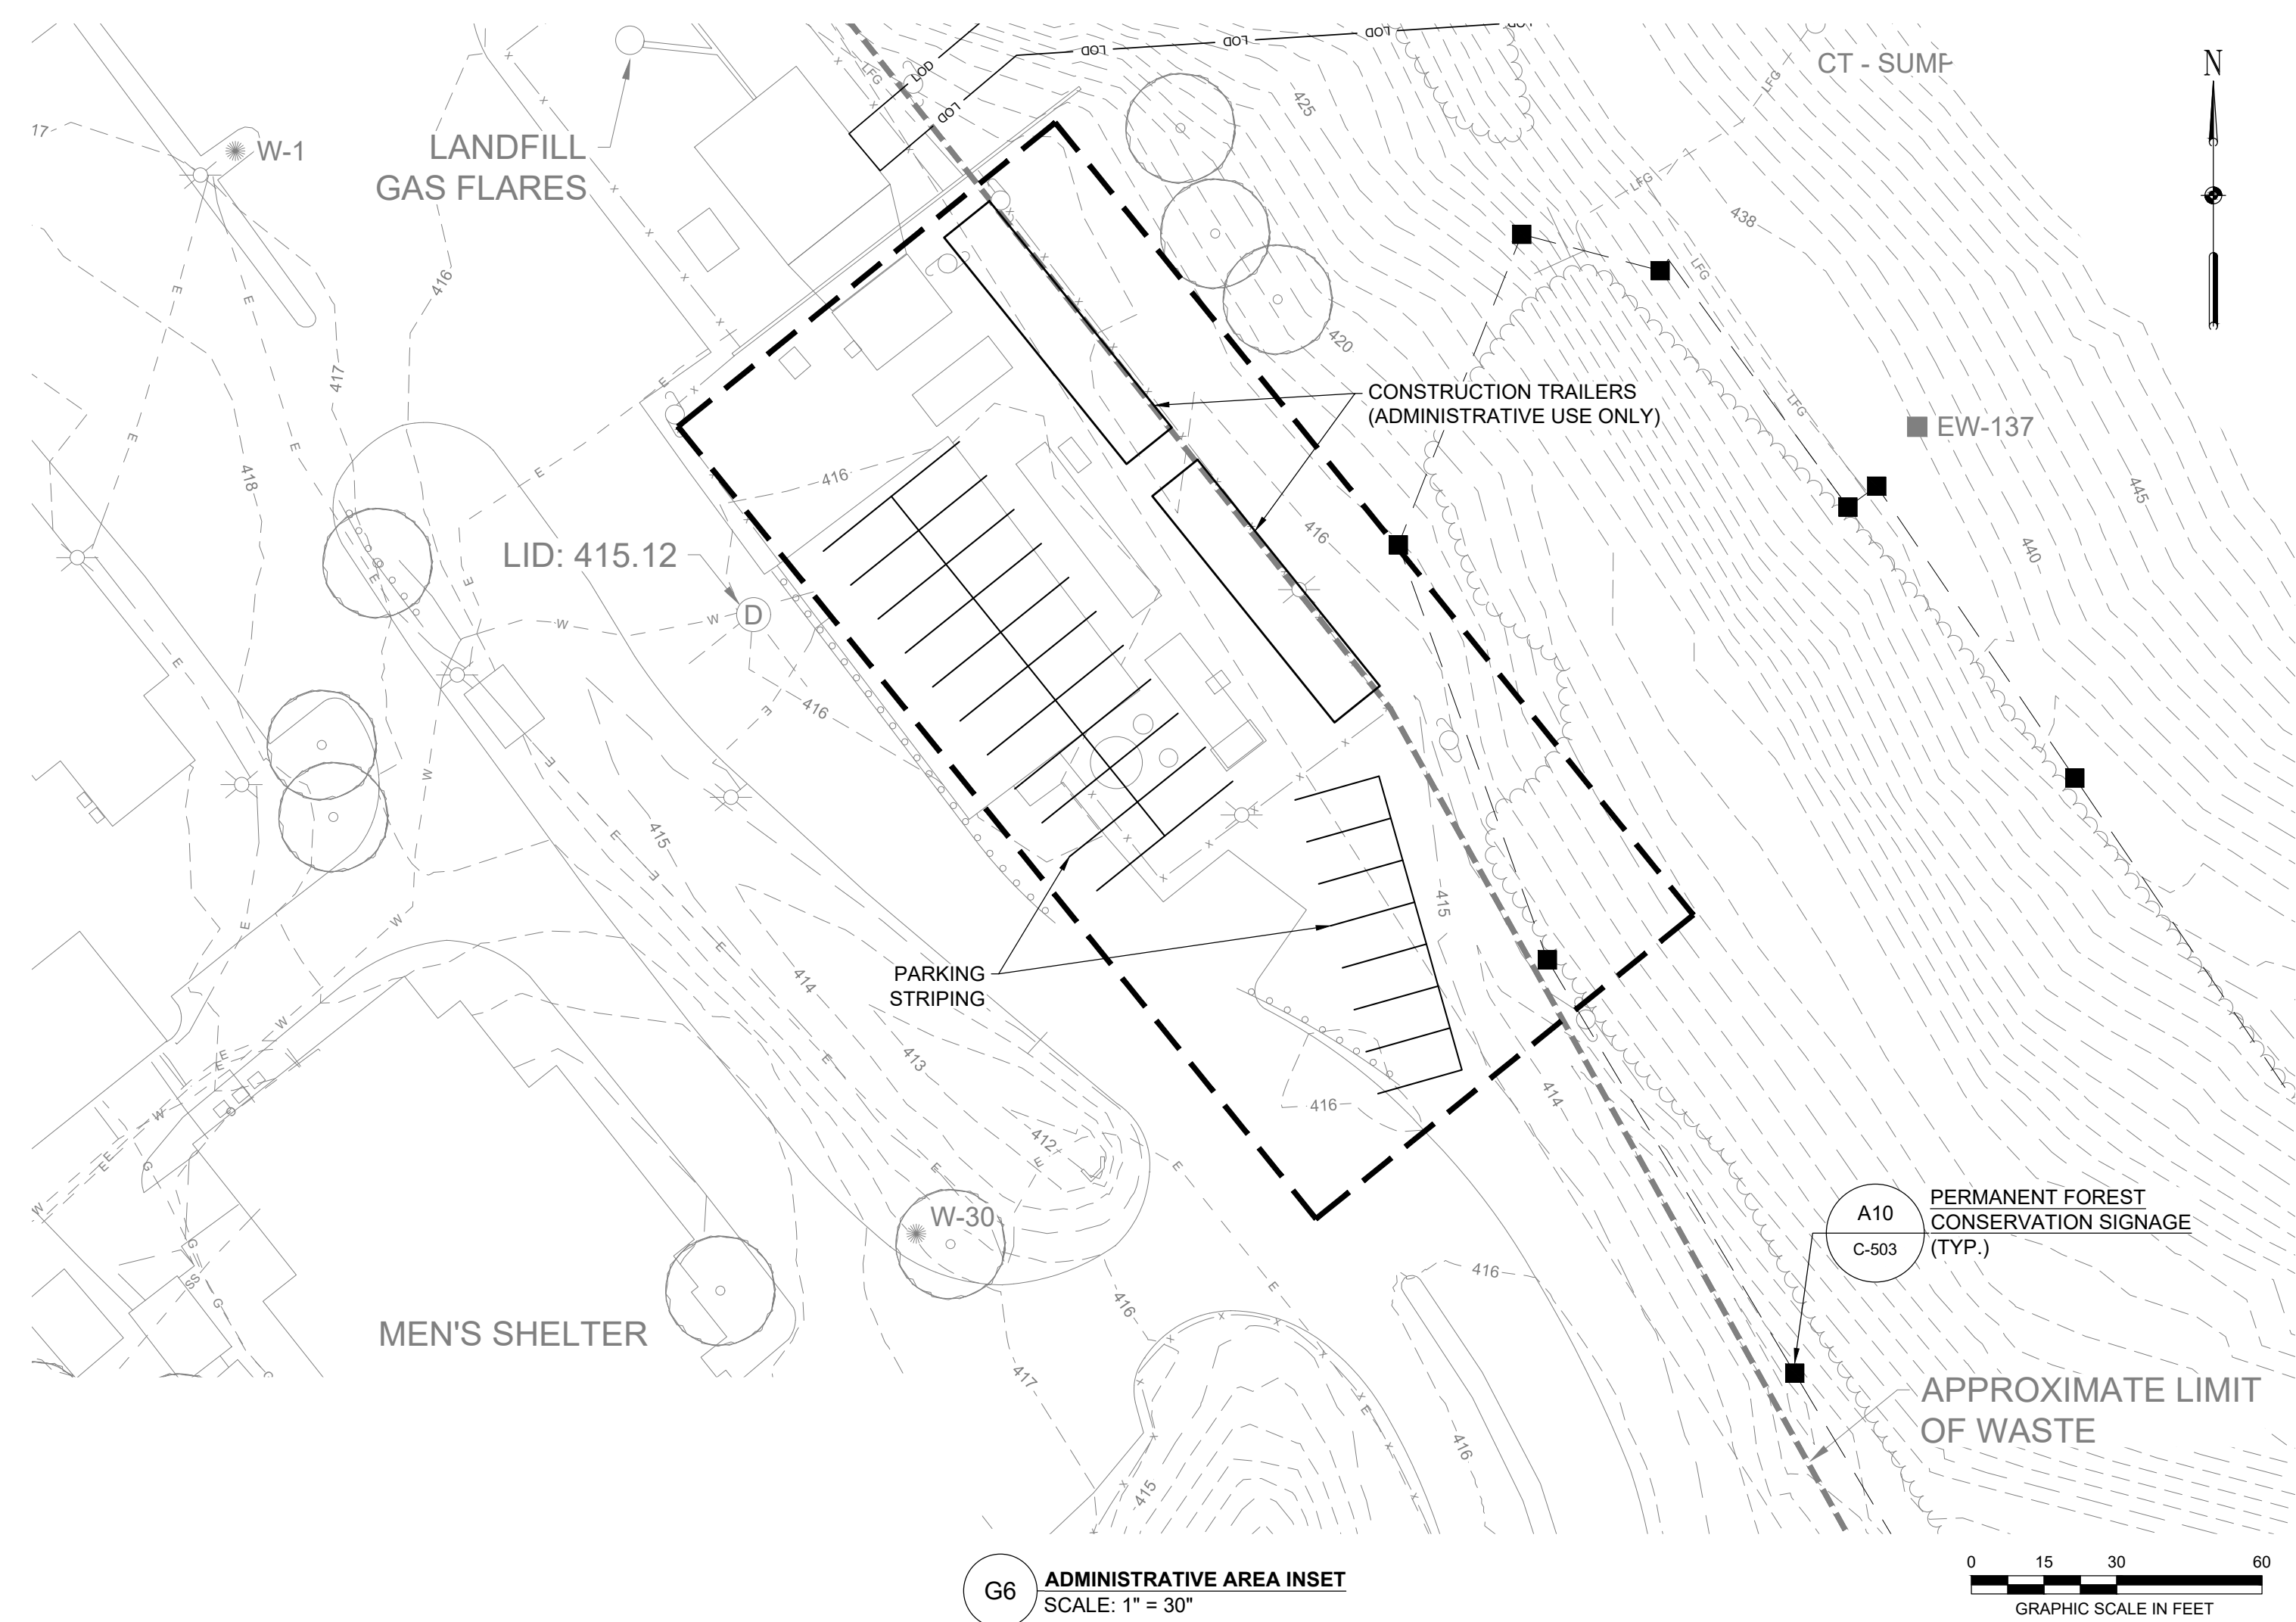 LOD
LOD
LOD
LOD
LOD
LOD
CT - SUMP
N
LFG
LFG
425
17
W-1
LANDFILL
GAS FLARES
LFG
438
LFG
E
E
416
420
417
LFG
CONSTRUCTION TRAILERS
(ADMINISTRATIVE USE ONLY)
EW-137
E
E
E
E
418
416
445
416
440
LID: 415.12
D
E
E
W
W
E
416
E
W
E
E
415
E
415
E
W
E
PARKING
STRIPING
414
W
E
E
E
413
414
W
E
E
416
412
E
E
E
G
W
PERMANENT FOREST
A10
CONSERVATION SIGNAGE
C-503
(TYP.)
W-30
G
SS
G
E
416
416
MEN'S SHELTER
417
APPROXIMATE LIMIT
OF WASTE
E
416
415
G6
ADMINISTRATIVE AREA INSET
SCALE: 1" = 30"
0 15 30 60
GRAPHIC SCALE IN FEET